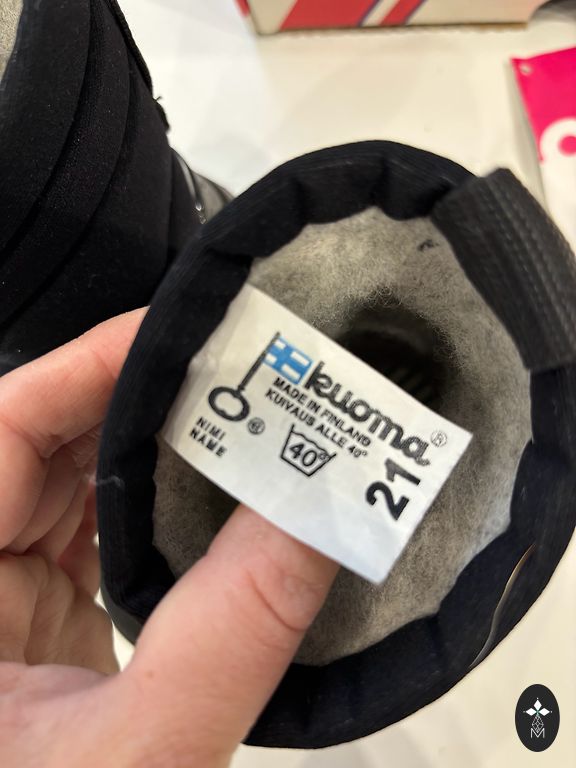 kuoma®
MADE IN FINLAND
KUIVAUS ALLE 40°
40°
NIMI
NAME
21